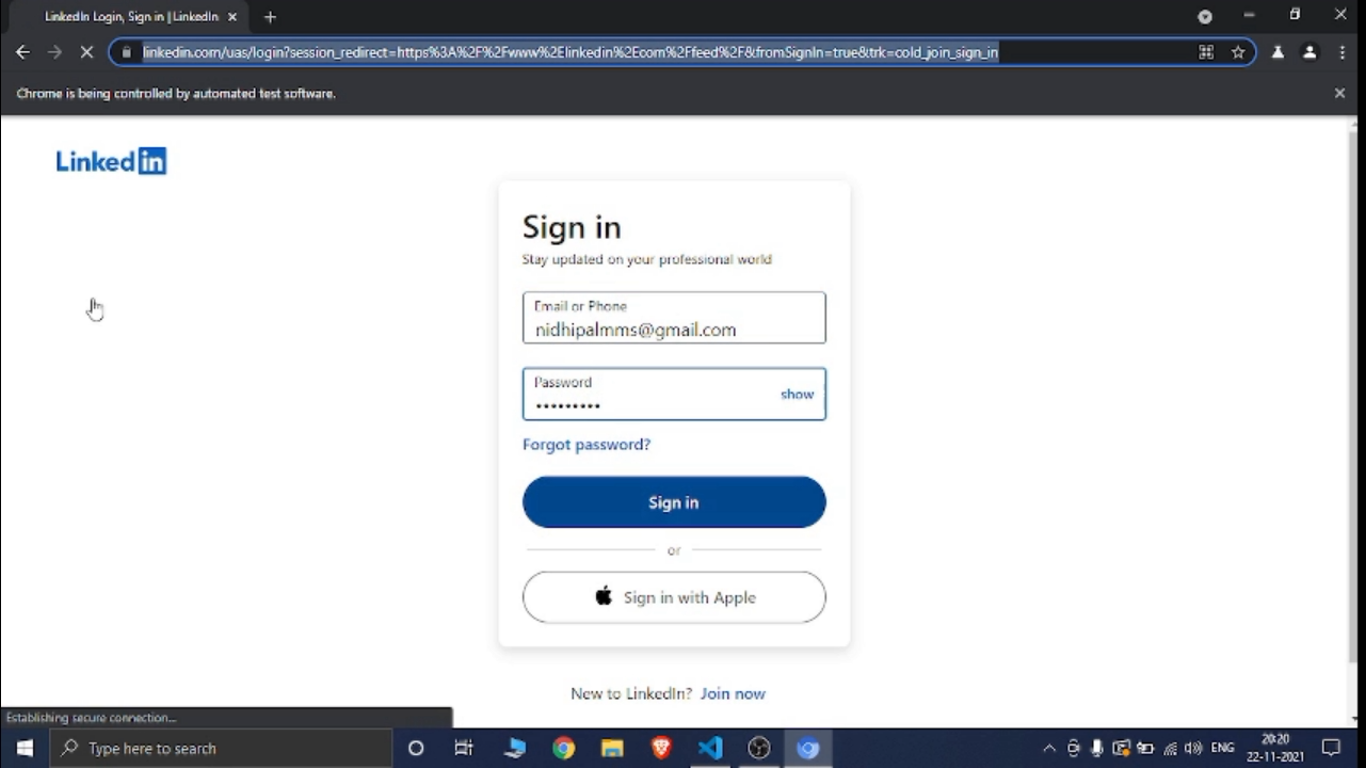 LinkedIn Login, Sign in | LinkedIn
linkedin.com/uas/login?session_redirect=https%3A%2F%2Fwww%2Elinkedin%2Ecom%2Ffeed%2F&fromSignIn=true&trk=cold_join_sign_in
Chrome is being controlled by automated test software.
Linked in
Sign in
Stay updated on your professional world
Email or Phone
nidhipalmms@gmail.com
Password
show
Forgot password?
Sign in
or
Sign in with Apple
New to LinkedIn? Join now
Establishing secure connection...
Type here to search
ENG
20:20
22-11-2021